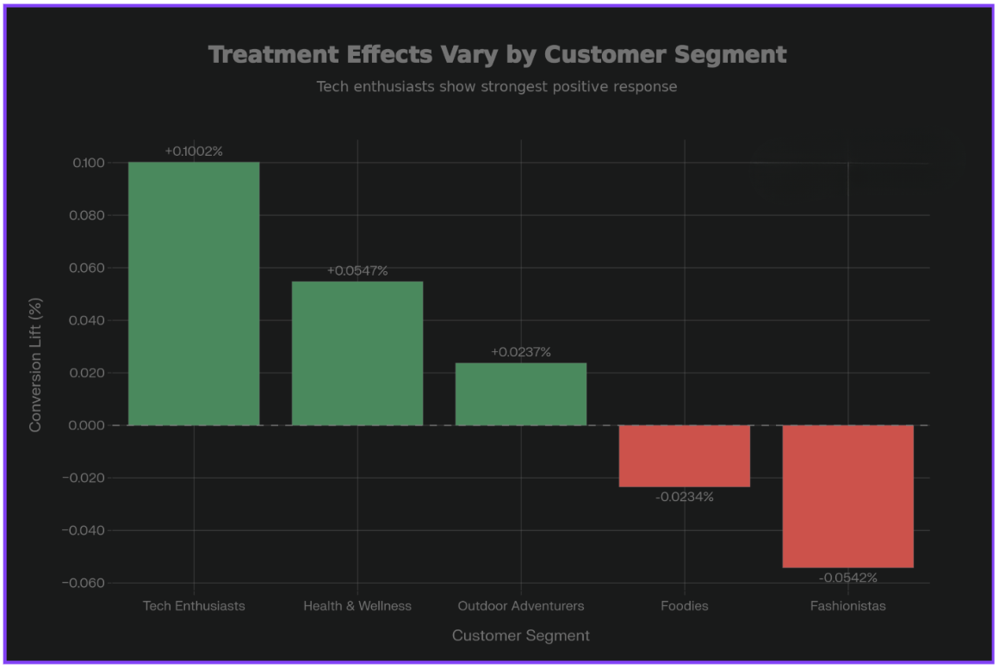 Treatment Effects Vary by Customer Segment
Tech enthusiasts show strongest positive response
Conversion Lift (%)
0.100
0.080
0.060
0.040
0.020
0.000
−0.020
−0.040
−0.060
+0.1002%
+0.0547%
+0.0237%
-0.0234%
-0.0542%
Tech Enthusiasts
Health & Wellness
Outdoor Adventurers
Foodies
Fashionistas
Customer Segment